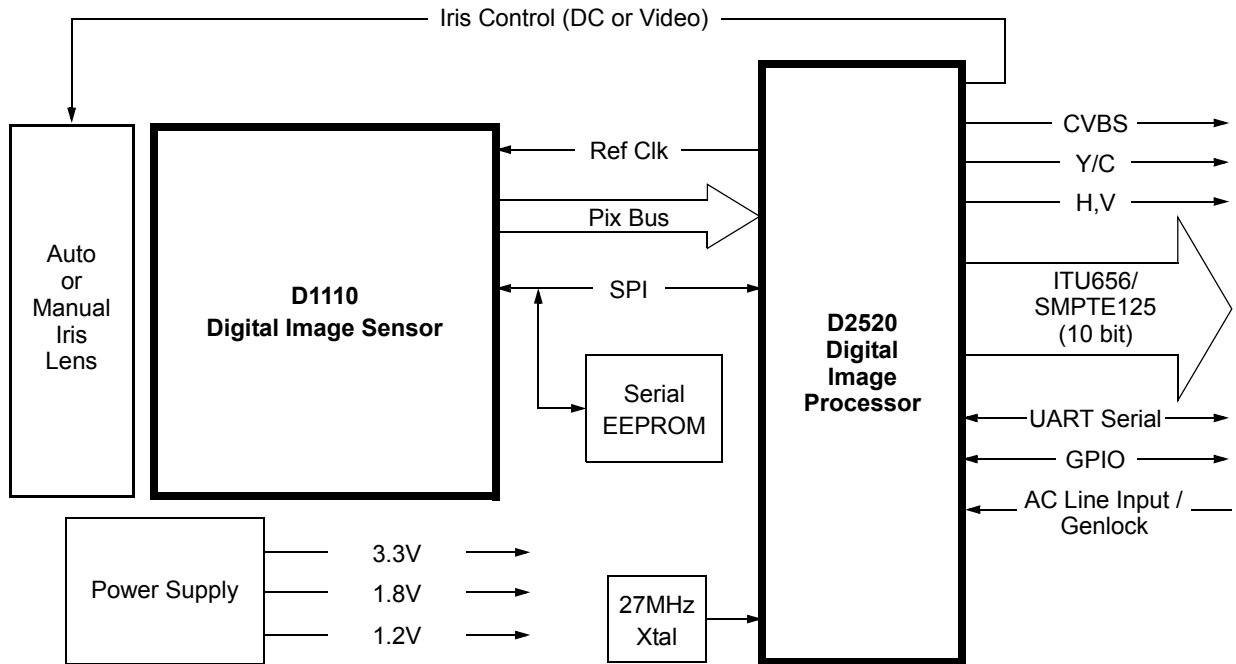 Iris Control (DC or Video)
Auto
or
Manual
Iris
Lens
D1110
Digital Image Sensor
Ref Clk
Pix Bus
SPI
Serial
EEPROM
D2520
Digital
Image
Processor
CVBS
Y/C
H,V
ITU656/
SMPTE125
(10 bit)
UART Serial
GPIO
AC Line Input /
Genlock
Power Supply
3.3V
1.8V
1.2V
27MHz
Xtal